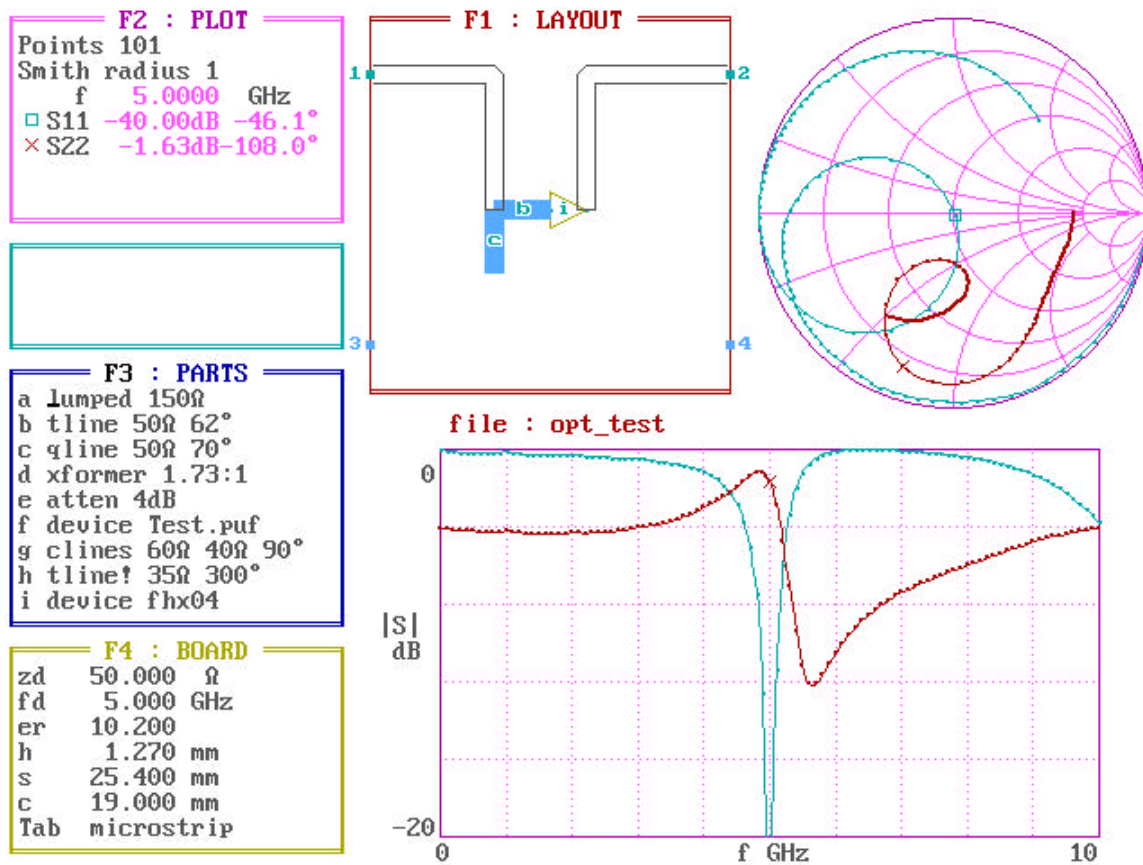 F2 : PLOT
Points 101
Smith radius 1
f 5.0000 GHz
□ S11 -40.00dB -46.1°
× S22 -1.63dB-108.0°
F1 : LAYOUT
1
2
b
i
c
3
4
F3 : PARTS
a lumped 150Ω
b tline 50Ω 62°
c qline 50Ω 70°
d xformer 1.73:1
e atten 4dB
f device Test.puf
g clines 60Ω 40Ω 90°
h tline! 35Ω 300°
i device fhx04
F4 : BOARD
zd 50.000 Ω
fd 5.000 GHz
er 10.200
h 1.270 mm
s 25.400 mm
c 19.000 mm
Tab microstrip
file : opt_test
0
|S|
dB
-20
0 f GHz 10